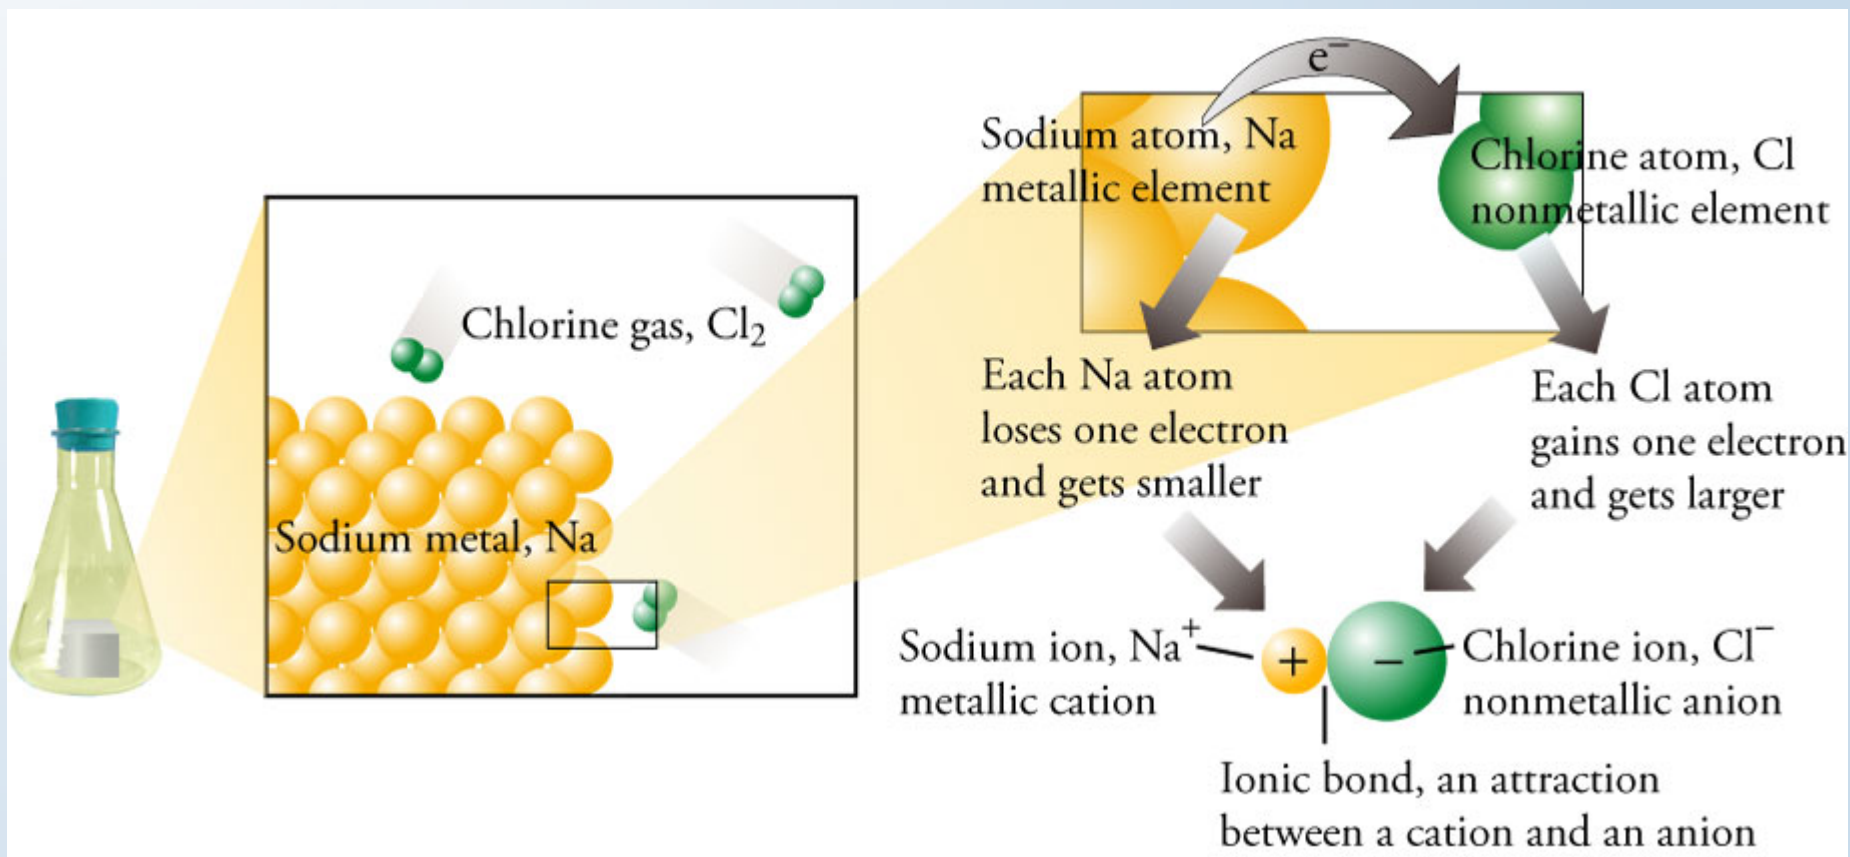 Chlorine gas, Cl₂
Sodium metal, Na
e⁻
Sodium atom, Na
metallic element
Chlorine atom, Cl
nonmetallic element
Each Na atom
loses one electron
and gets smaller
Each Cl atom
gains one electron
and gets larger
Sodium ion, Na⁺
metallic cation
+
−
Chlorine ion, Cl⁻
nonmetallic anion
Ionic bond, an attraction
between a cation and an anion